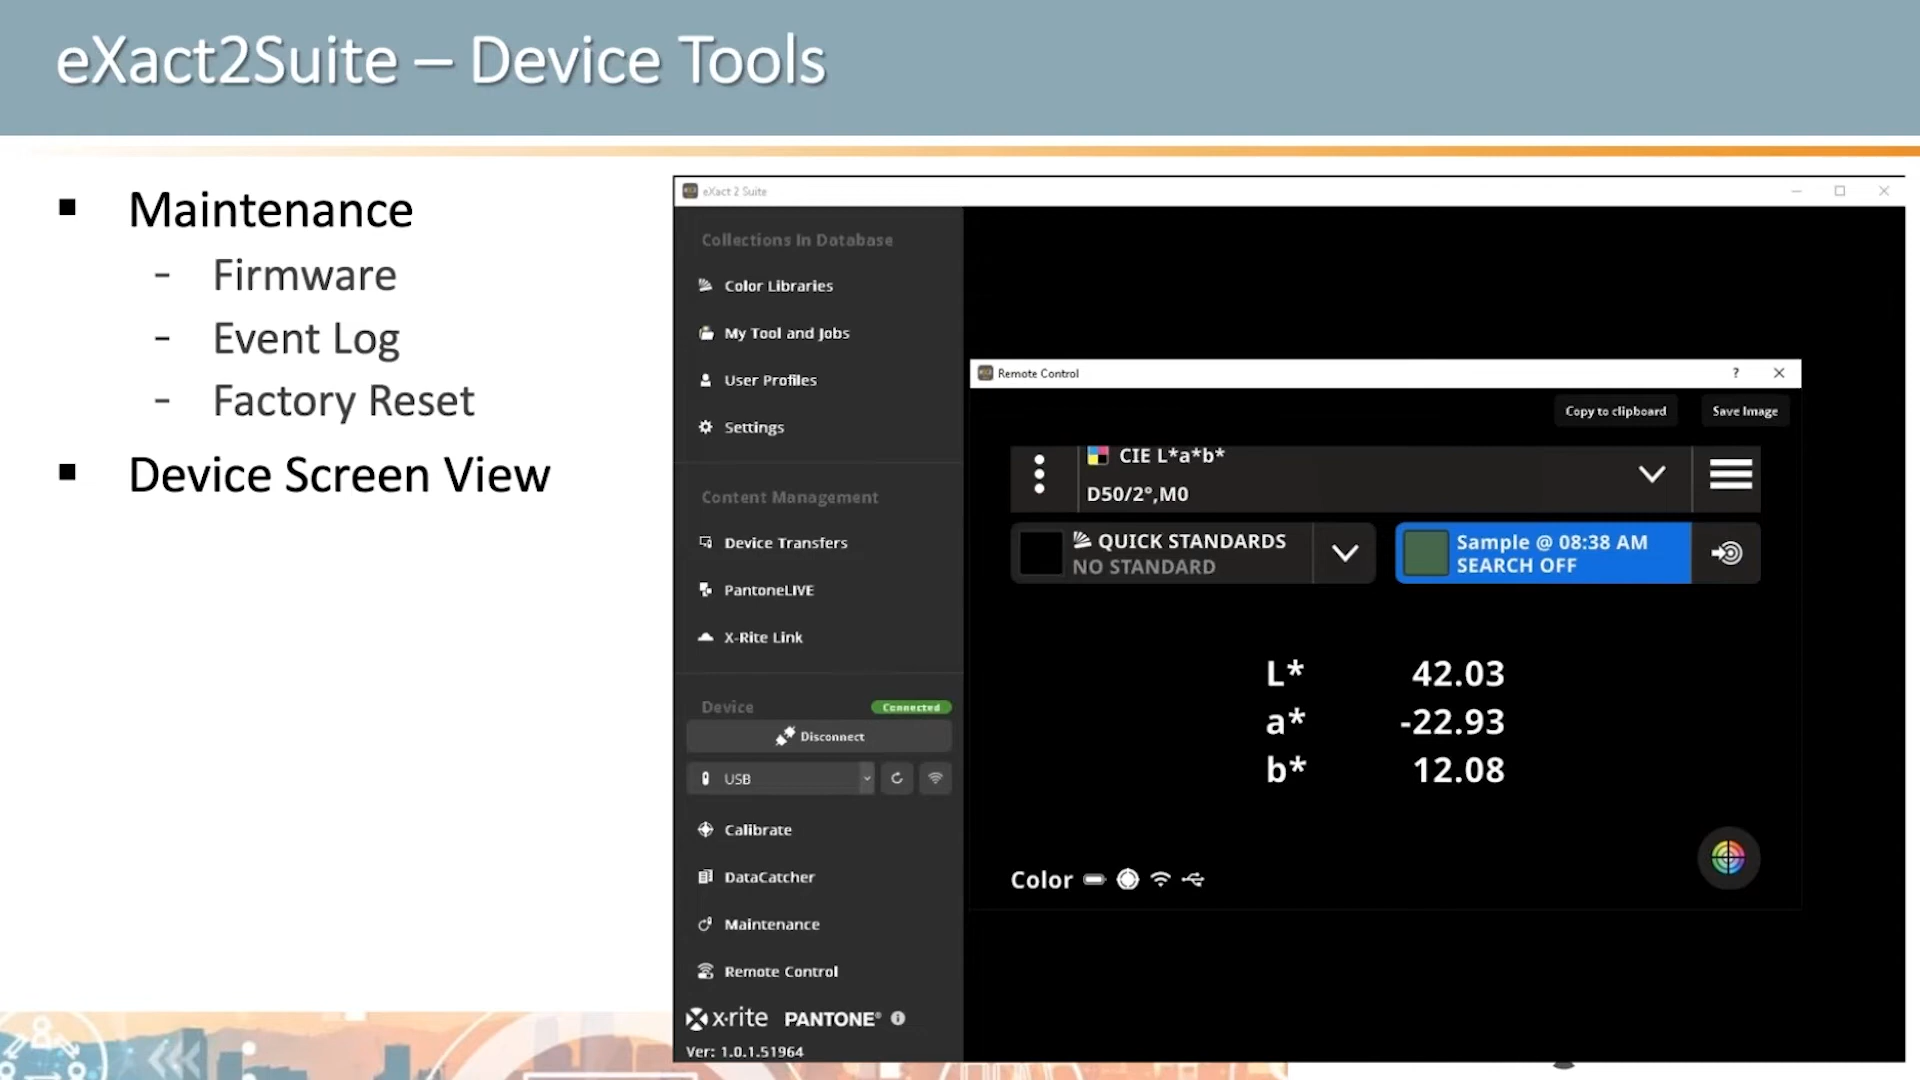 eXact2Suite – Device Tools
Maintenance
- Firmware
- Event Log
- Factory Reset
Device Screen View
eXact 2 Suite
Collections In Database
Color Libraries
My Tool and Jobs
User Profiles
Settings
Content Management
Device Transfers
PantoneLIVE
X-Rite Link
Device
Connected
Disconnect
USB
Calibrate
DataCatcher
Maintenance
Remote Control
x-rite PANTONE®
Ver: 1.0.1.51964
Remote Control
?
Copy to clipboard
Save Image
CIE L*a*b*
D50/2°,M0
QUICK STANDARDS
NO STANDARD
Sample @ 08:38 AM
SEARCH OFF
L* 42.03
a* -22.93
b* 12.08
Color